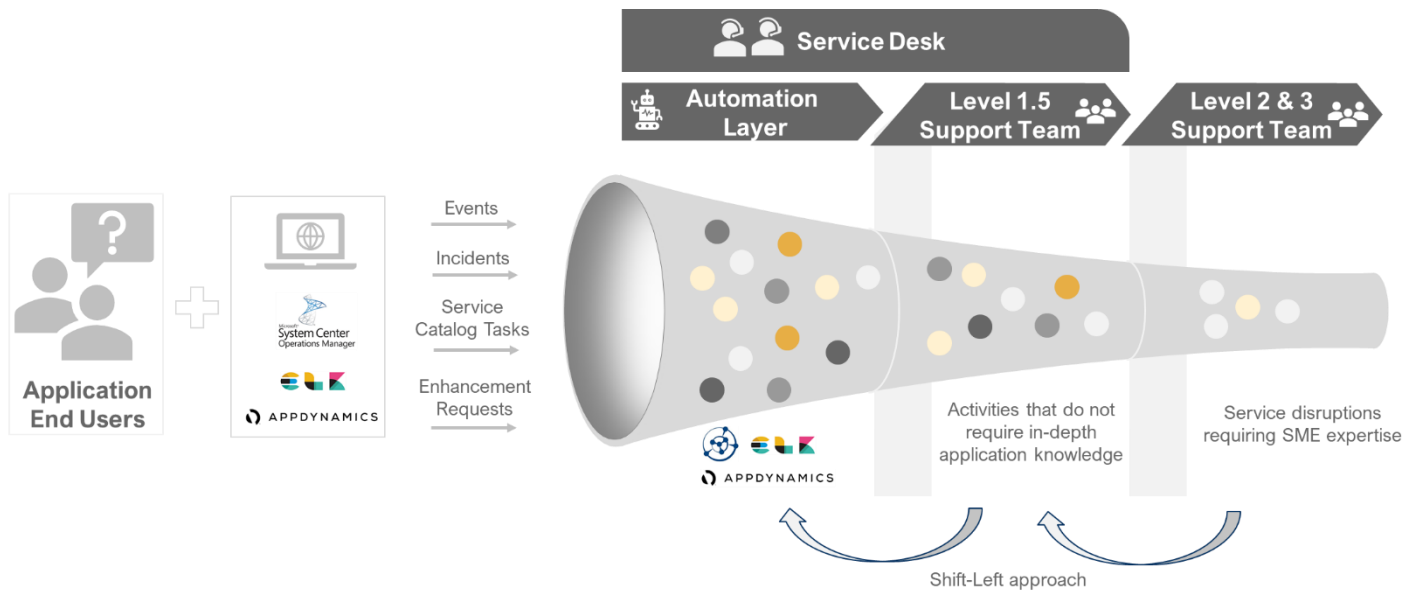 Service Desk
Automation
Layer
Level 1.5
Support Team
Level 2 & 3
Support Team
?
Application
End Users
Microsoft
System Center
Operations Manager
APPDYNAMICS
Events
Incidents
Service
Catalog Tasks
Enhancement
Requests
APPDYNAMICS
Activities that do not
require in-depth
application knowledge
Service disruptions
requiring SME expertise
Shift-Left approach